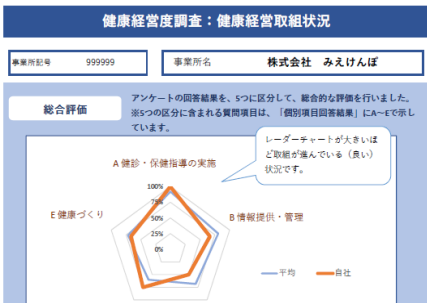 健康経営度調査：健康経営取組状況
事業所記号　999999
事業所名　株式会社　みえけんぽ
総合評価
アンケートの回答結果を、5つに区分して、総合的な評価を行いました。
※5つの区分に含まれる質問項目は、「個別項目回答結果」にA～Eで示し
ています。
レーダーチャートが大きいほ
ど取組が進んでいる（良い）
状況です。
A 健診・保健指導の実施
100%
75%
50%
25%
0%
E 健康づくり
B 情報提供・管理
平均　自社